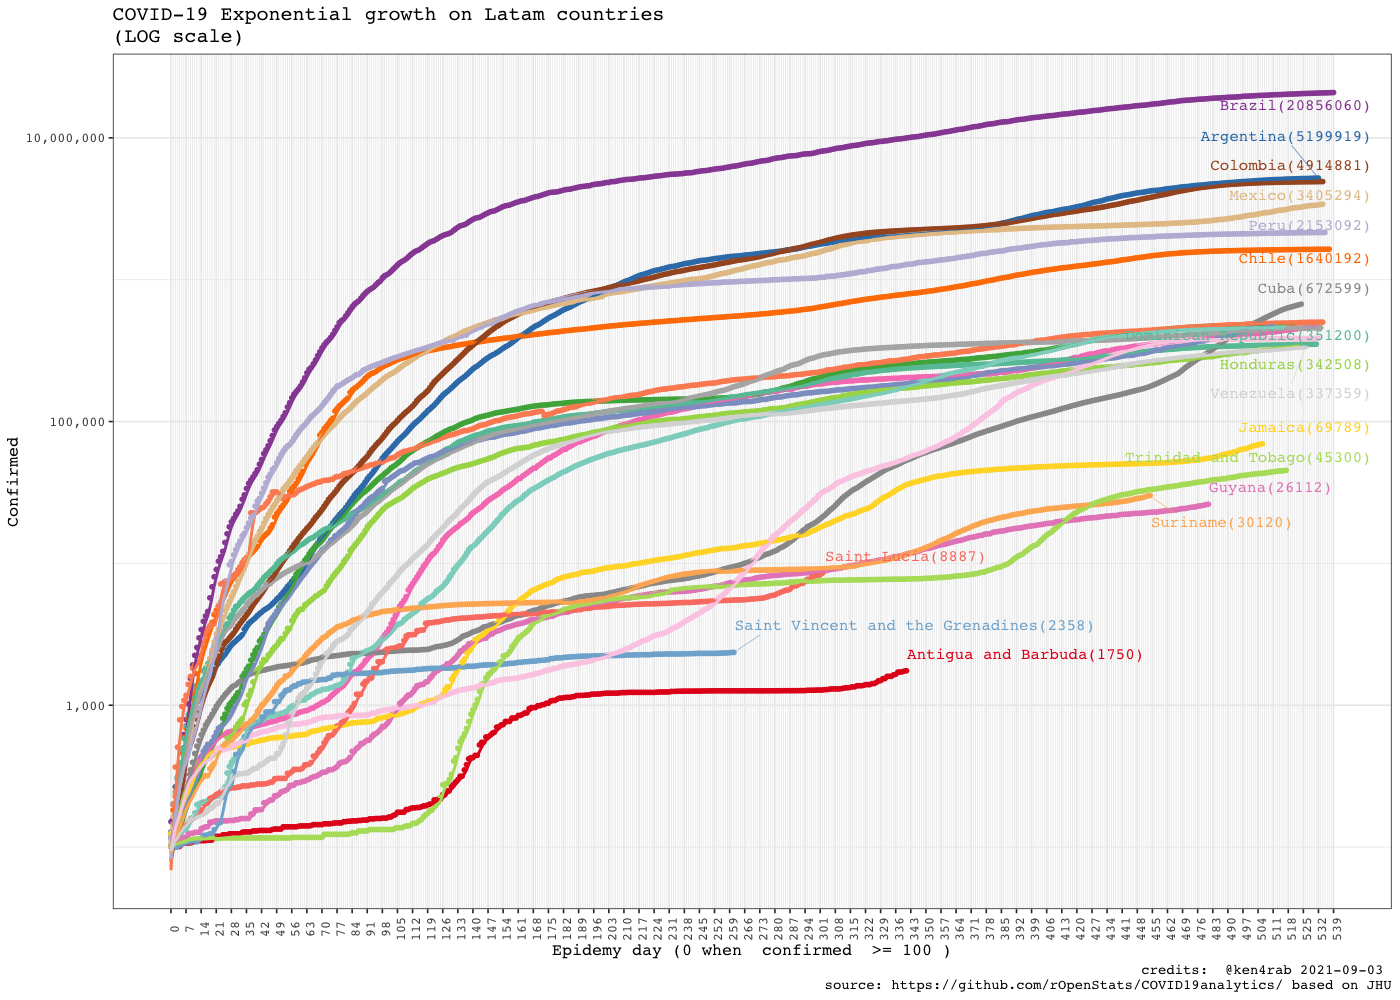 COVID-19 Exponential growth on Latam countries
(LOG scale)
Confirmed
10,000,000
100,000
1,000
Brazil(20856060)
Argentina(5199919)
Colombia(4914881)
Mexico(3405294)
Peru(2153092)
Chile(1640192)
Cuba(672599)
Dominican Republic(351200)
Honduras(342508)
Venezuela(337359)
Jamaica(69789)
Trinidad and Tobago(45300)
Guyana(26112)
Suriname(30120)
Saint Lucia(8887)
Saint Vincent and the Grenadines(2358)
Antigua and Barbuda(1750)
0 7 14 21 28 35 42 49 56 63 70 77 84 91 98 105 112 119 126 133 140 147 154 161 168 175 182 189 196 203 210 217 224 231 238 245 252 259 266 273 280 287 294 301 308 315 322 329 336 343 350 357 364 371 378 385 392 399 406 413 420 427 434 441 448 455 462 469 476 483 490 497 504 511 518 525 532 539
Epidemy day (0 when confirmed >= 100 )
credits: @ken4rab 2021-09-03
source: https://github.com/rOpenStats/COVID19analytics/ based on JHU